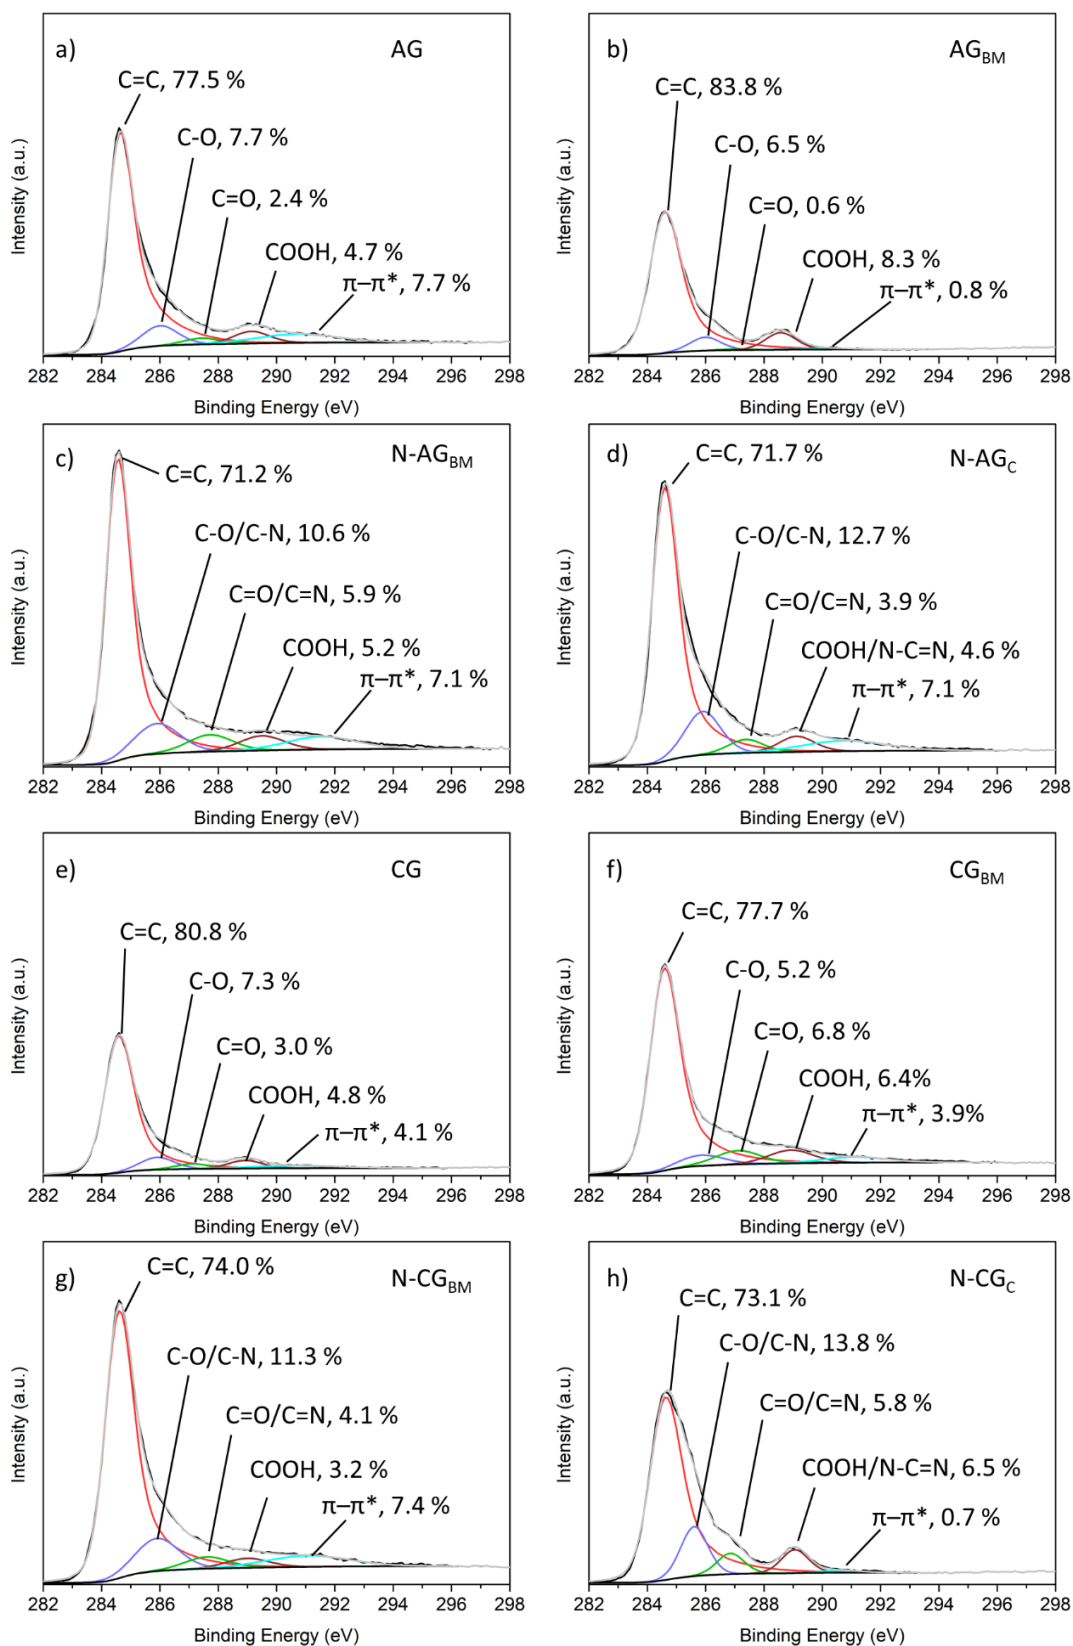 a) AG
C=C, 77.5 %
C-O, 7.7 %
C=O, 2.4 %
COOH, 4.7 %
π–π*, 7.7 %
Intensity (a.u.)
282 284 286 288 290 292 294 296 298
Binding Energy (eV)
b) AGBM
C=C, 83.8 %
C-O, 6.5 %
C=O, 0.6 %
COOH, 8.3 %
π–π*, 0.8 %
Intensity (a.u.)
282 284 286 288 290 292 294 296 298
Binding Energy (eV)
c) N-AGBM
C=C, 71.2 %
C-O/C-N, 10.6 %
C=O/C=N, 5.9 %
COOH, 5.2 %
π–π*, 7.1 %
Intensity (a.u.)
282 284 286 288 290 292 294 296 298
Binding Energy (eV)
d) N-AGC
C=C, 71.7 %
C-O/C-N, 12.7 %
C=O/C=N, 3.9 %
COOH/N-C=N, 4.6 %
π–π*, 7.1 %
Intensity (a.u.)
282 284 286 288 290 292 294 296 298
Binding Energy (eV)
e) CG
C=C, 80.8 %
C-O, 7.3 %
C=O, 3.0 %
COOH, 4.8 %
π–π*, 4.1 %
Intensity (a.u.)
282 284 286 288 290 292 294 296 298
Binding Energy (eV)
f) CGBM
C=C, 77.7 %
C-O, 5.2 %
C=O, 6.8 %
COOH, 6.4%
π–π*, 3.9%
Intensity (a.u.)
282 284 286 288 290 292 294 296 298
Binding Energy (eV)
g) N-CGBM
C=C, 74.0 %
C-O/C-N, 11.3 %
C=O/C=N, 4.1 %
COOH, 3.2 %
π–π*, 7.4 %
Intensity (a.u.)
282 284 286 288 290 292 294 296 298
Binding Energy (eV)
h) N-CGC
C=C, 73.1 %
C-O/C-N, 13.8 %
C=O/C=N, 5.8 %
COOH/N-C=N, 6.5 %
π–π*, 0.7 %
Intensity (a.u.)
282 284 286 288 290 292 294 296 298
Binding Energy (eV)